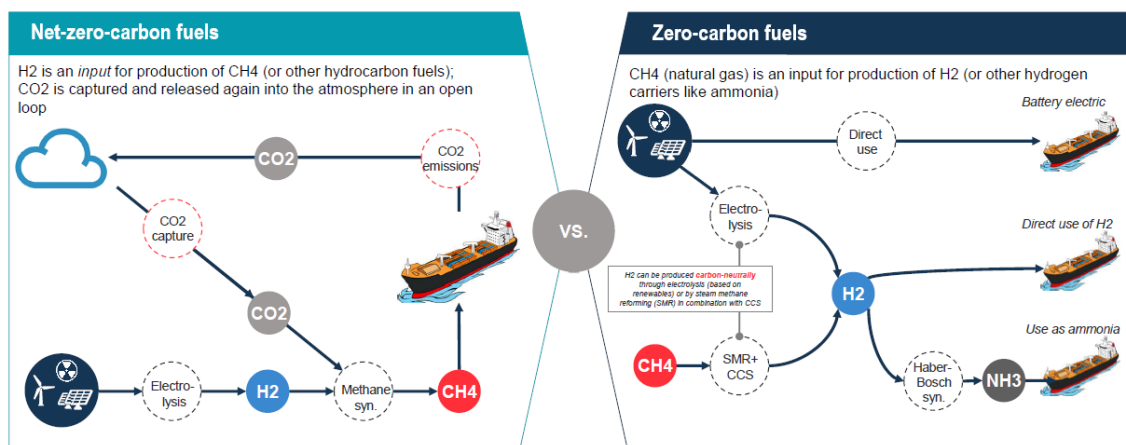 Net-zero-carbon fuels
H2 is an input for production of CH4 (or other hydrocarbon fuels);
CO2 is captured and released again into the atmosphere in an open
loop
CO2
CO2
emissions
CO2
capture
CO2
Electro-
lysis
H2
Methane
syn.
CH4
VS.
Zero-carbon fuels
CH4 (natural gas) is an input for production of H2 (or other hydrogen
carriers like ammonia)
Battery electric
Direct
use
Electro-
lysis
Direct use of H2
H2 can be produced carbon-neutrally
through electrolysis (based on
renewables) or by steam methane
reforming (SMR) in combination with CCS
H2
Use as ammonia
CH4
SMR+
CCS
Haber-
Bosch
syn.
NH3